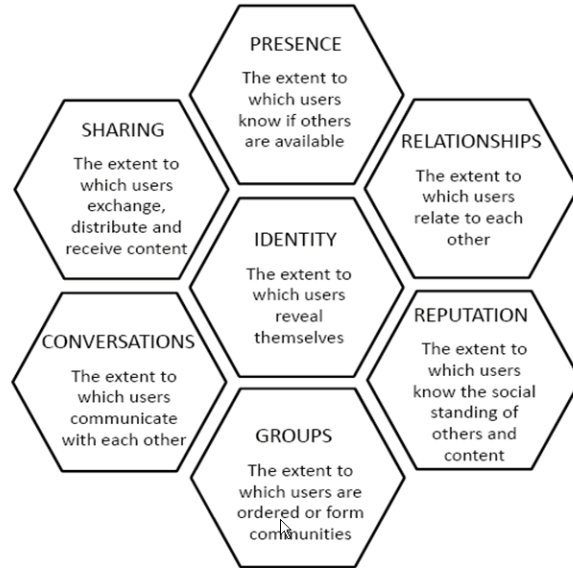 PRESENCE
The extent to
which users
know if others
are available
SHARING
The extent to
which users
exchange,
distribute and
receive content
RELATIONSHIPS
The extent to
which users
relate to each
other
IDENTITY
The extent to
which users
reveal
themselves
CONVERSATIONS
The extent to
which users
communicate
with each other
REPUTATION
The extent to
which users
know the social
standing of
others and
content
GROUPS
The extent to
which users are
ordered or form
communities